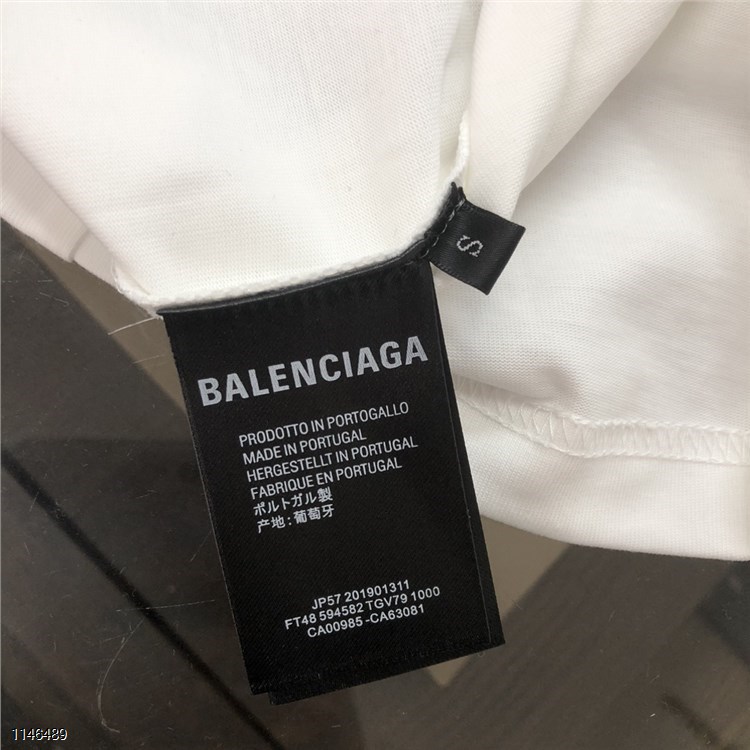 S
BALENCIAGA
PRODOTTO IN PORTOGALLO
MADE IN PORTUGAL
HERGESTELLT IN PORTUGAL
FABRIQUE EN PORTUGAL
ポルトガル製
产地:葡萄牙
JP57 201901311
FT48 594582 TGV79 1000
CA00985-CA63081
1146489